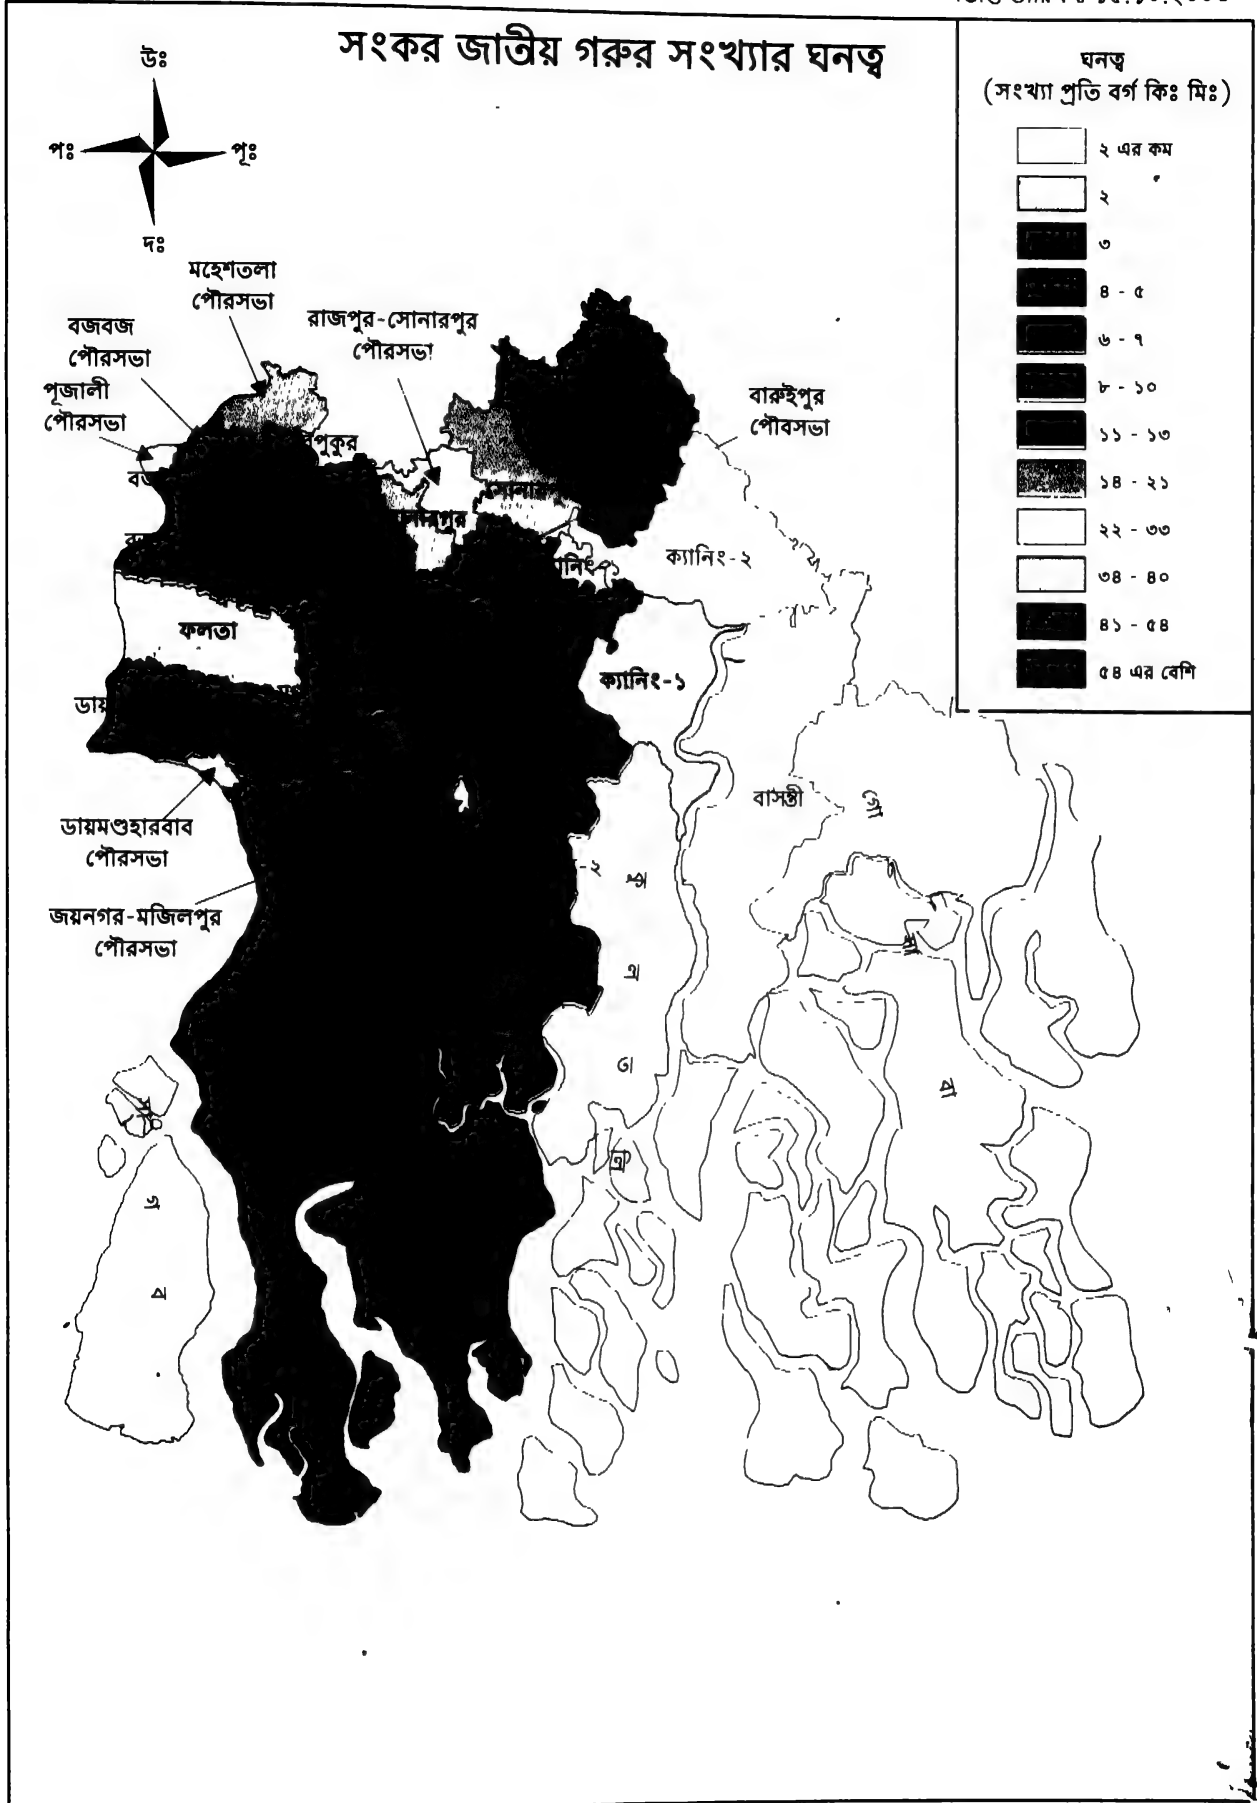 সংকর জাতীয় গরুর সংখ্যার ঘনত্ব
উঃ
পঃ
পূঃ
দঃ
ঘনত্ব
(সংখ্যা প্রতি বর্গ কিঃ মিঃ)
২ এর কম
২
৩
৪ - ৫
৬ - ৭
৮ - ১০
১১ - ১৩
১৪ - ২১
২২ - ৩৩
৩৪ - ৪০
৪১ - ৫৪
৫৪ এর বেশি
মহেশতলা
পৌরসভা
বজবজ
পৌরসভা
রাজপুর-সোনারপুর
পৌরসভা
পূজালী
পৌরসভা
বারুইপুর
পৌবসভা
ক্যানিং-২
ফলতা
ক্যানিং-১
বাসন্তী
ডায়মণ্ডহারবাব
পৌরসভা
জয়নগর-মজিলপুর
পৌরসভা
গো
সা
বা
কু
ল
ত
লি
সা
গ
র